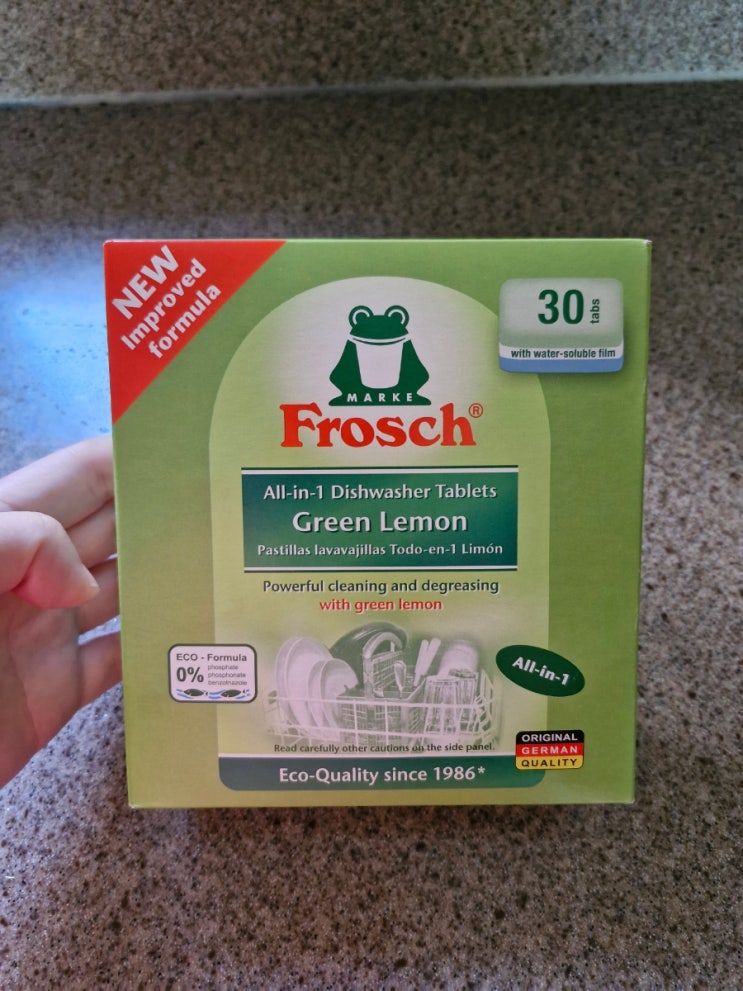 NEW
Improved
formula
30 tabs
with water-soluble film
MARKE
Frosch®
All-in-1 Dishwasher Tablets
Green Lemon
Pastillas lavavajillas Todo-en-1 Limón
Powerful cleaning and degreasing
with green lemon
ECO - Formula
0%
phosphate
phosphonate
benzotriazole
All-in-1
Read carefully other cautions on the side panel.
ORIGINAL
GERMAN
QUALITY
Eco-Quality since 1986*